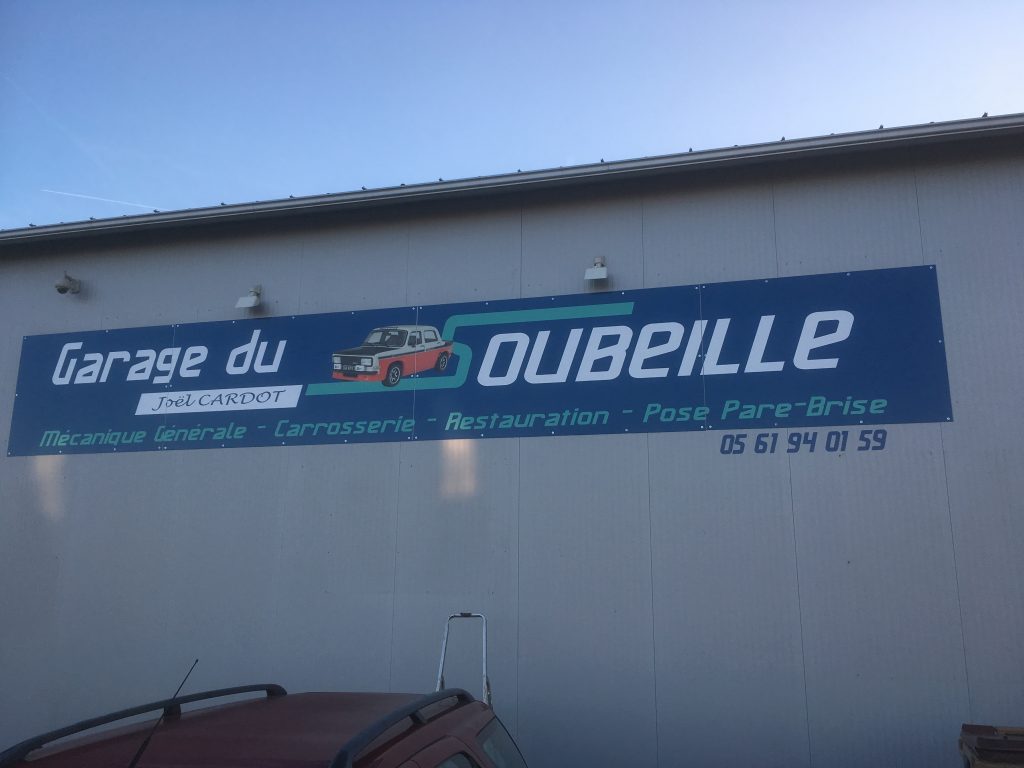 Garage du SOUBEILLE
Joël CARDOT
Mécanique Générale - Carrosserie - Restauration - Pose Pare-Brise
05 61 94 01 59